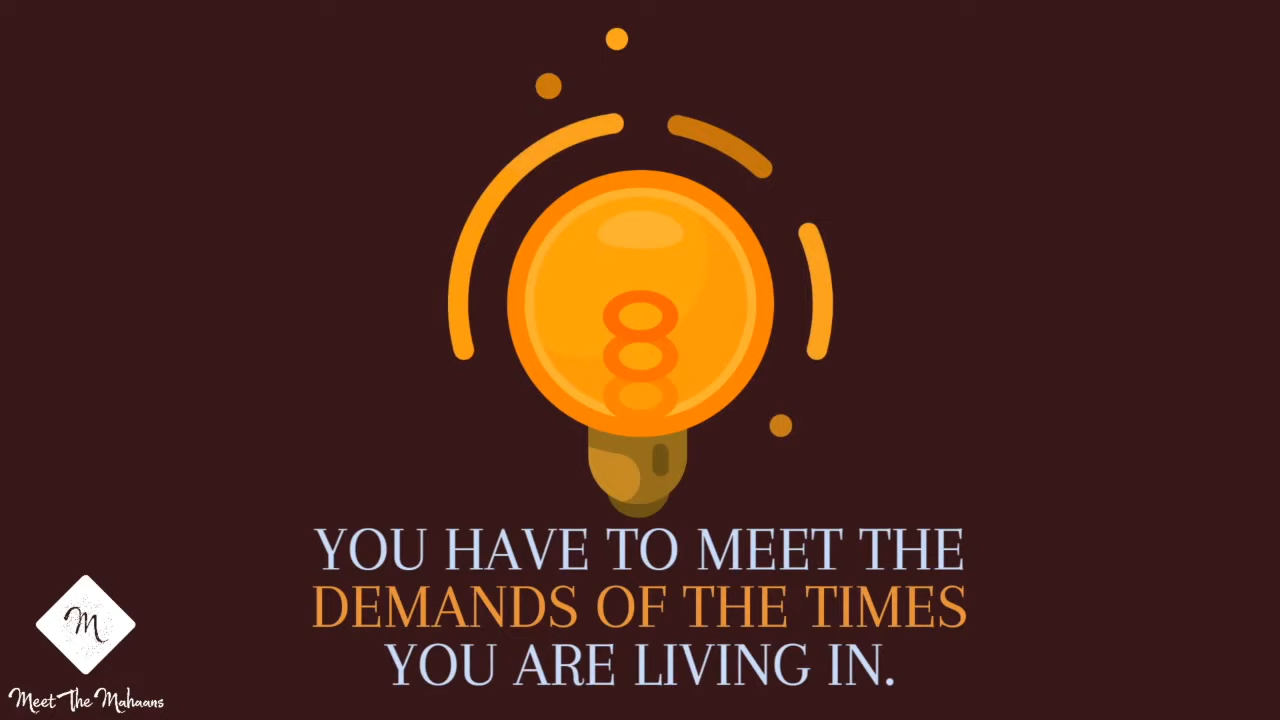 YOU HAVE TO MEET THE
DEMANDS OF THE TIMES
YOU ARE LIVING IN.
M
Meet The Mahaans